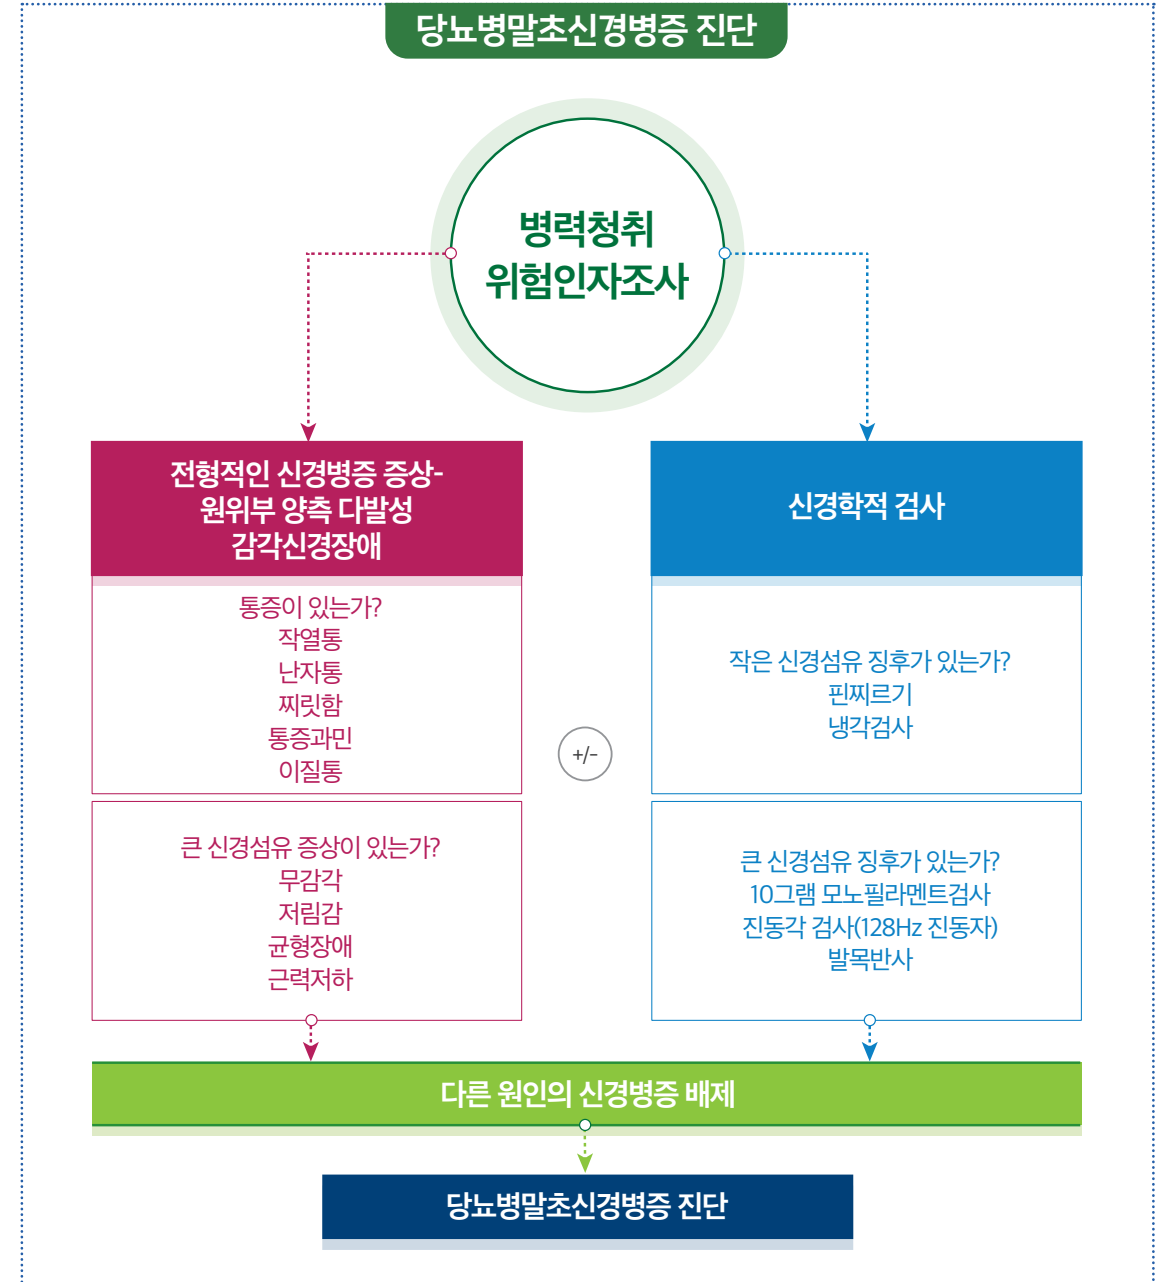 당뇨병말초신경병증 진단
병력청취
위험인자조사
전형적인 신경병증 증상-
원위부 양측 다발성
감각신경장애
통증이 있는가?
작열통
난자통
찌릿함
통증과민
이질통
큰 신경섬유 증상이 있는가?
무감각
저림감
균형장애
근력저하
+/-
신경학적 검사
작은 신경섬유 징후가 있는가?
핀찌르기
냉각검사
큰 신경섬유 징후가 있는가?
10그램 모노필라멘트검사
진동각 검사(128Hz 진동자)
발목반사
다른 원인의 신경병증 배제
당뇨병말초신경병증 진단